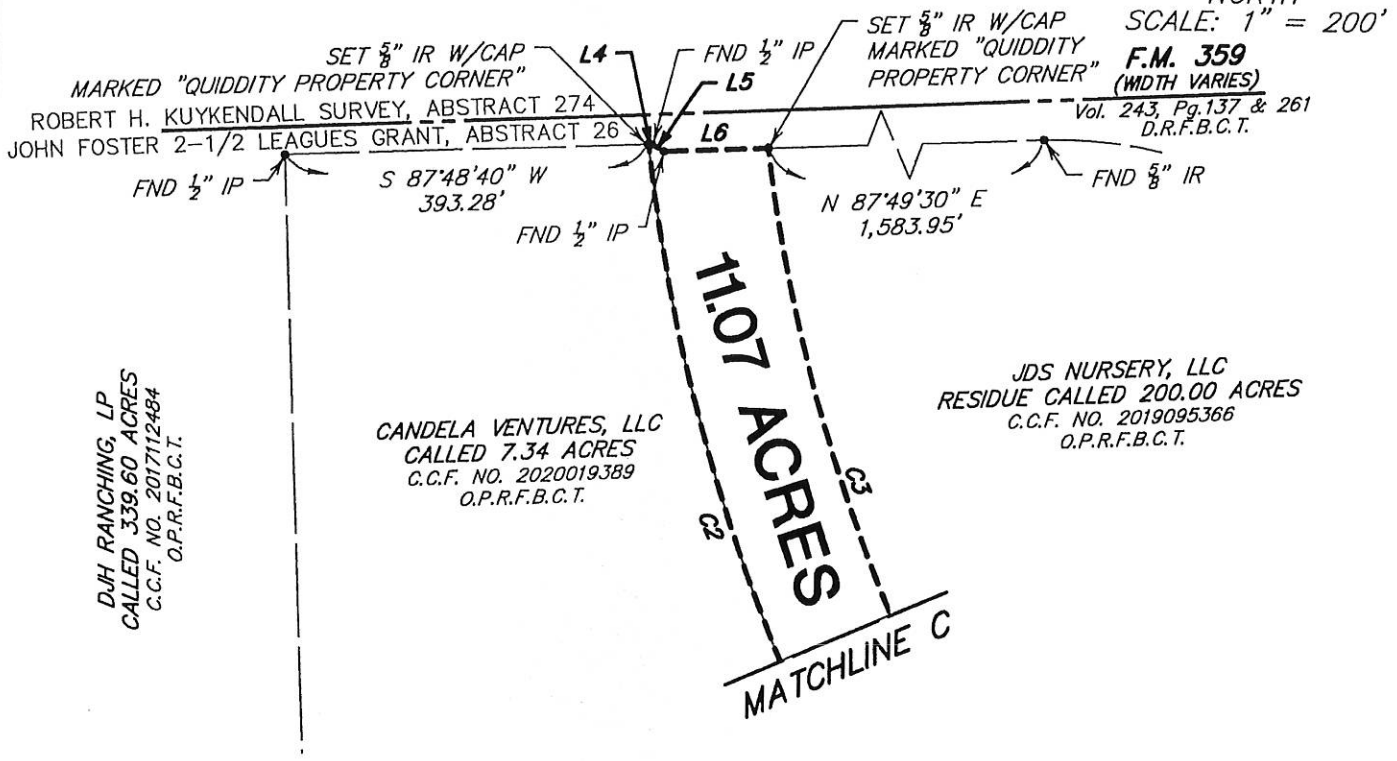 NORTH
SCALE: 1" = 200'
SET 5/8" IR W/CAP
MARKED "QUIDDITY PROPERTY CORNER"
L4
FND 1/2" IP
L5
SET 5/8" IR W/CAP
MARKED "QUIDDITY
PROPERTY CORNER"
F.M. 359
(WIDTH VARIES)
Vol. 243, Pg.137 & 261
D.R.F.B.C.T.
ROBERT H. KUYKENDALL SURVEY, ABSTRACT 274
JOHN FOSTER 2-1/2 LEAGUES GRANT, ABSTRACT 26
L6
FND 1/2" IP
S 87°48'40" W
393.28'
FND 1/2" IP
N 87°49'30" E
1,583.95'
FND 5/8" IR
11.07 ACRES
DJH RANCHING, LP
CALLED 339.60 ACRES
C.C.F. NO. 2017112484
O.P.R.F.B.C.T.
CANDELA VENTURES, LLC
CALLED 7.34 ACRES
C.C.F. NO. 2020019389
O.P.R.F.B.C.T.
JDS NURSERY, LLC
RESIDUE CALLED 200.00 ACRES
C.C.F. NO. 2019095366
O.P.R.F.B.C.T.
C2
C3
MATCHLINE C